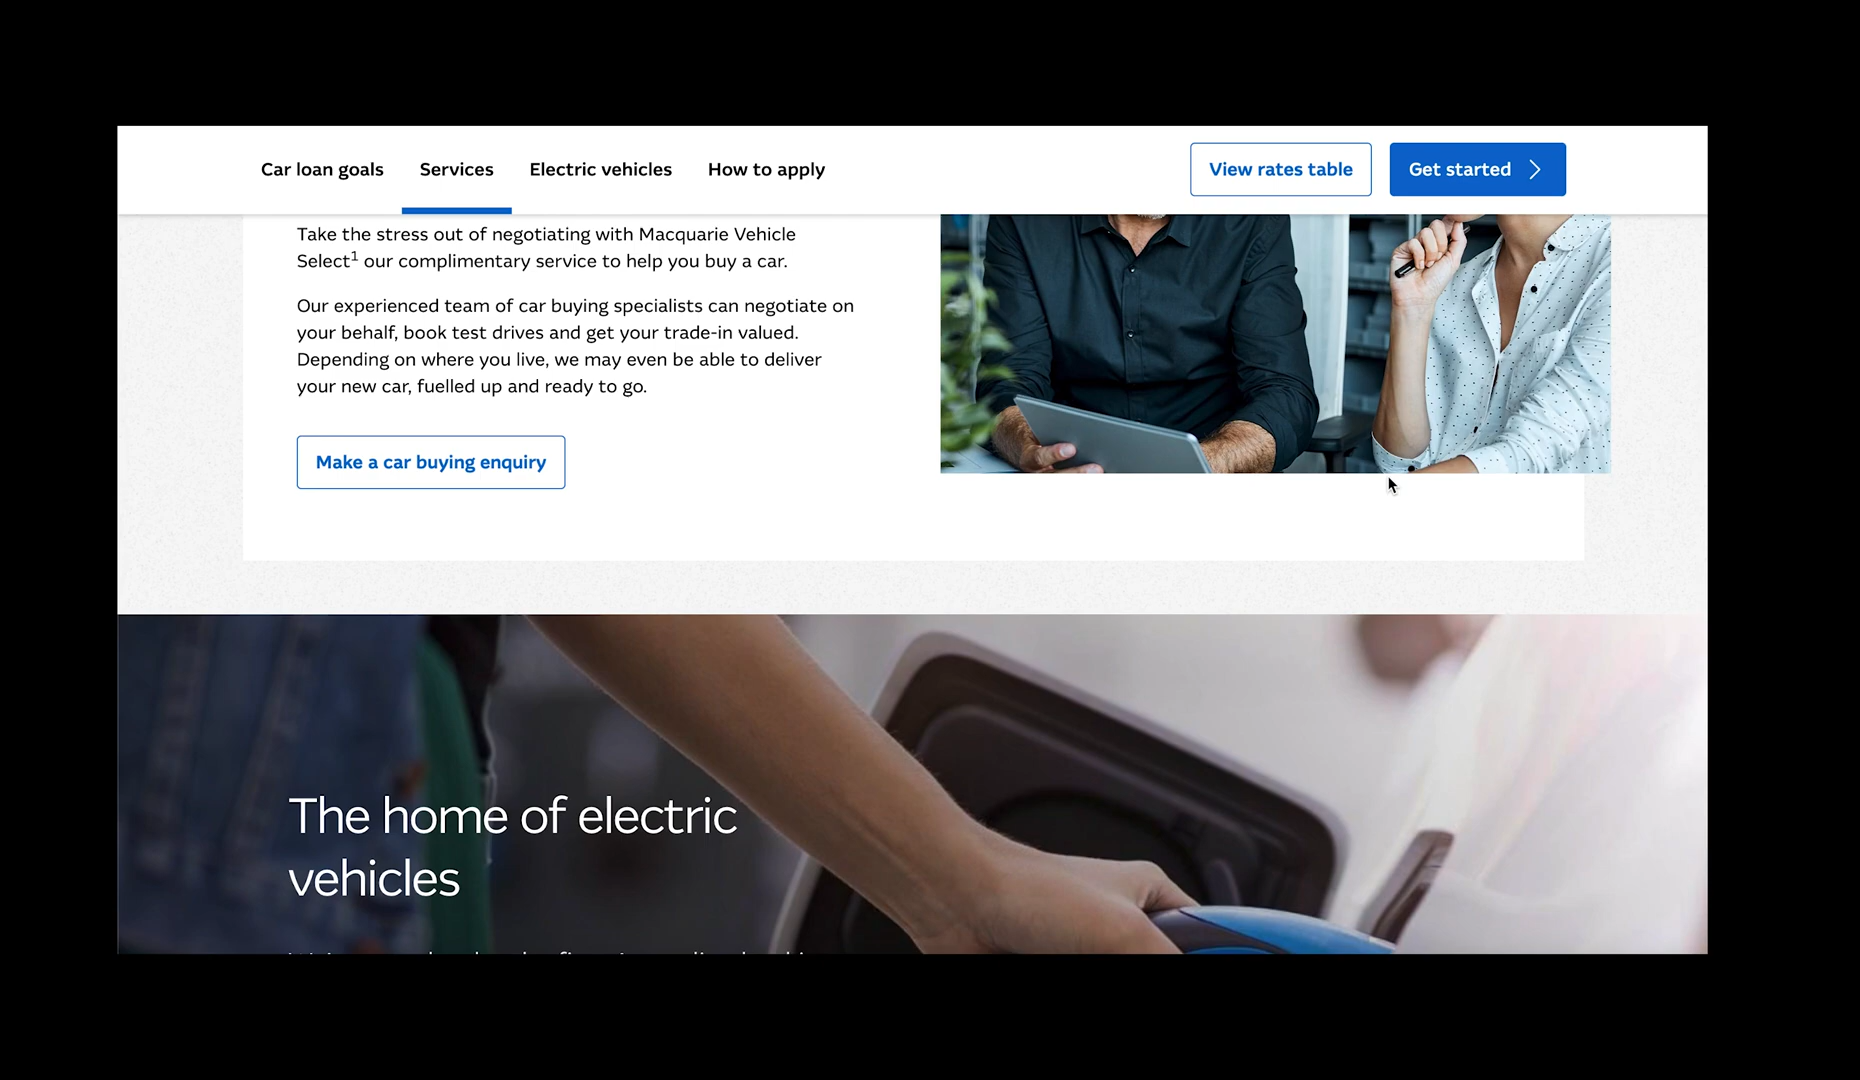 Car loan goals
Services
Electric vehicles
How to apply
View rates table
Get started
Take the stress out of negotiating with Macquarie Vehicle
Select¹ our complimentary service to help you buy a car.
Our experienced team of car buying specialists can negotiate on
your behalf, book test drives and get your trade-in valued.
Depending on where you live, we may even be able to deliver
your new car, fuelled up and ready to go.
Make a car buying enquiry
The home of electric
vehicles